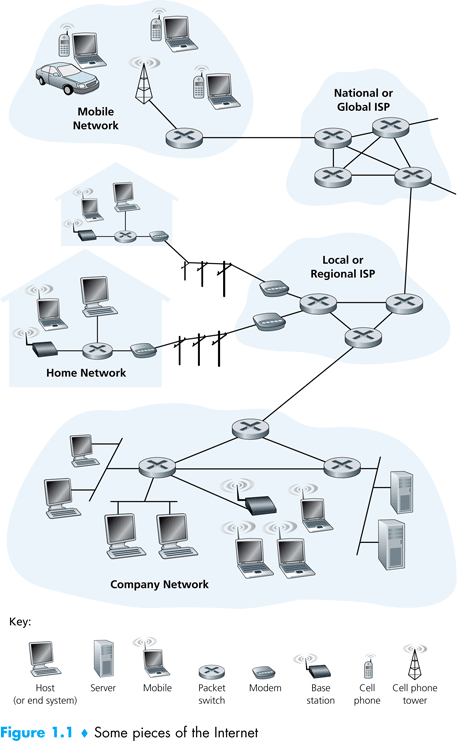 Mobile
Network
National or
Global ISP
Local or
Regional ISP
Home Network
Company Network
Key:
Host
(or end system)
Server
Mobile
Packet
switch
Modem
Base
station
Cell
phone
Cell phone
tower
Figure 1.1 ♦ Some pieces of the Internet